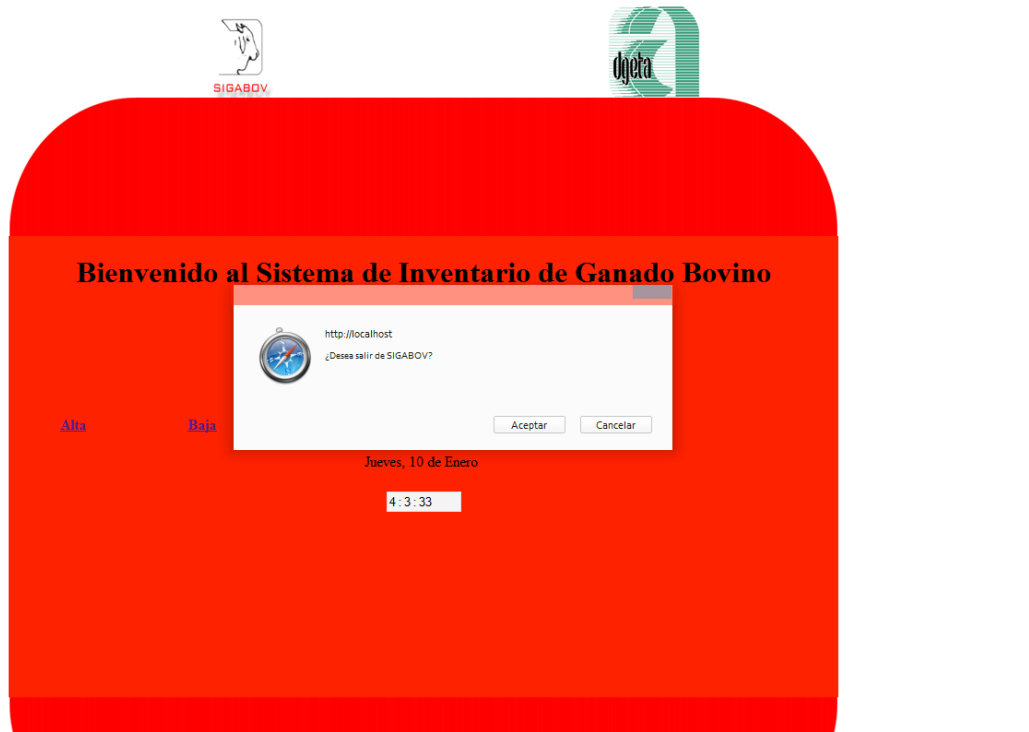 SIGABOV
dgeta
Bienvenido al Sistema de Inventario de Ganado Bovino
http://localhost
¿Desea salir de SIGABOV?
Aceptar Cancelar
Alta Baja
Jueves, 10 de Enero
4 : 3 : 33